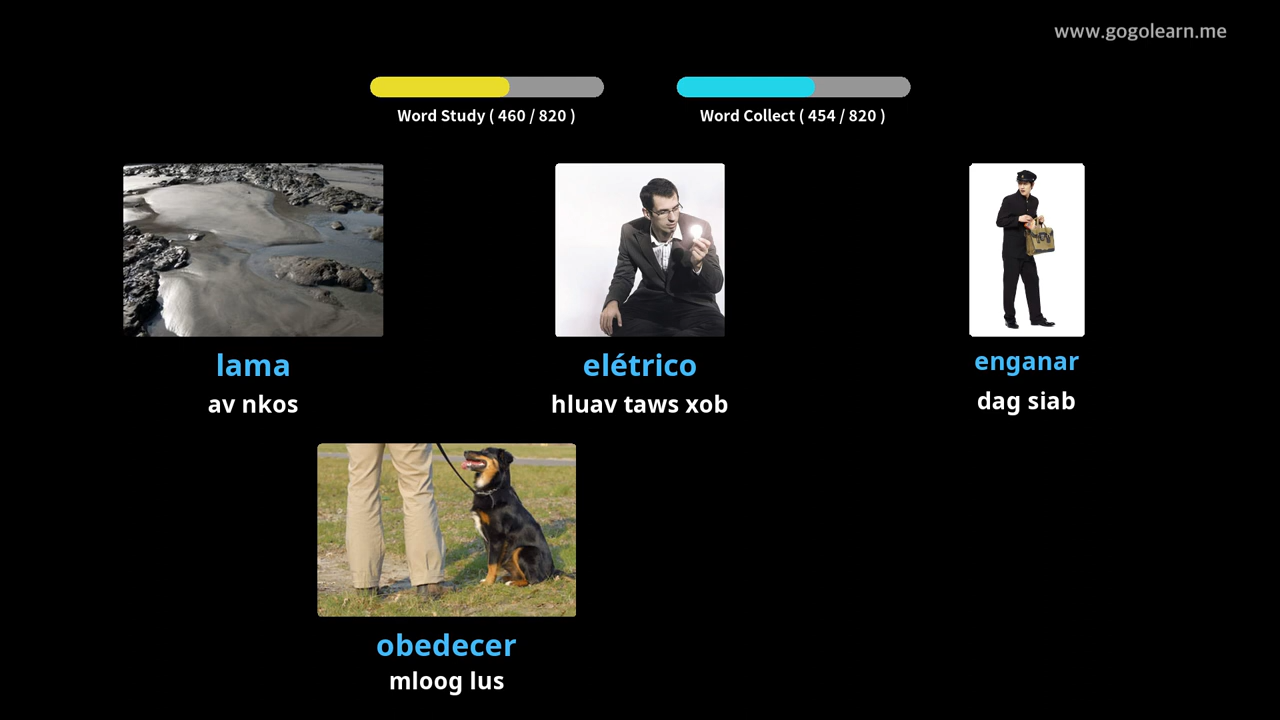 www.gogolearn.me
Word Study ( 460 / 820 )
Word Collect ( 454 / 820 )
lama
av nkos
elétrico
hluav taws xob
enganar
dag siab
obedecer
mloog lus